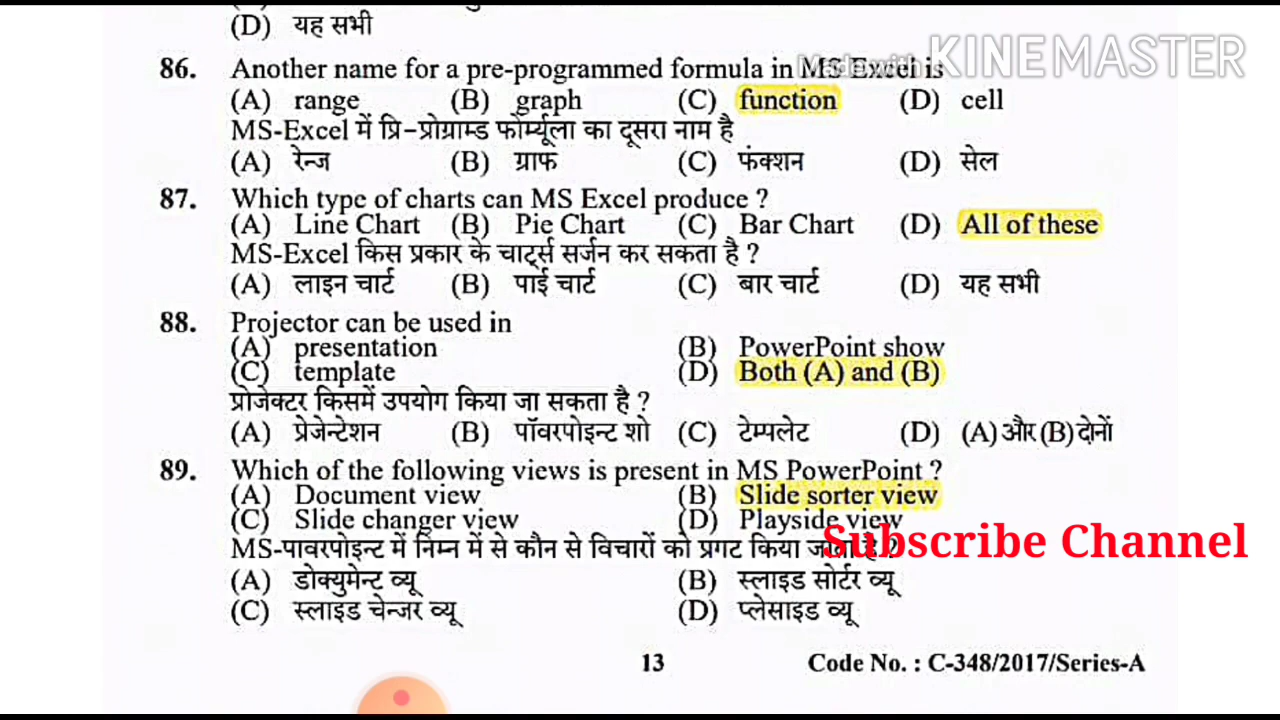 (D) यह सभी
Made with KINEMASTER
86. Another name for a pre-programmed formula in MS Excel is
(A) range (B) graph (C) function (D) cell
MS-Excel में प्रि-प्रोग्राम्ड फोर्म्यूला का दूसरा नाम है
(A) रेन्ज (B) ग्राफ (C) फंक्शन (D) सेल
87. Which type of charts can MS Excel produce ?
(A) Line Chart (B) Pie Chart (C) Bar Chart (D) All of these
MS-Excel किस प्रकार के चार्ट्स सर्जन कर सकता है ?
(A) लाइन चार्ट (B) पाई चार्ट (C) बार चार्ट (D) यह सभी
88. Projector can be used in
(A) presentation (B) PowerPoint show
(C) template (D) Both (A) and (B)
प्रोजेक्टर किसमें उपयोग किया जा सकता है ?
(A) प्रेजेन्टेशन (B) पॉवरपोइन्ट शो (C) टेम्पलेट (D) (A) और (B) दोनों
89. Which of the following views is present in MS PowerPoint ?
(A) Document view (B) Slide sorter view
(C) Slide changer view (D) Playside view
Subscribe Channel
MS-पावरपोइन्ट में निम्न में से कौन से विचारों को प्रगट किया जाता है ?
(A) डोक्युमेन्ट व्यू (B) स्लाइड सोर्टर व्यू
(C) स्लाइड चेन्जर व्यू (D) प्लेसाइड व्यू
13 Code No. : C-348/2017/Series-A